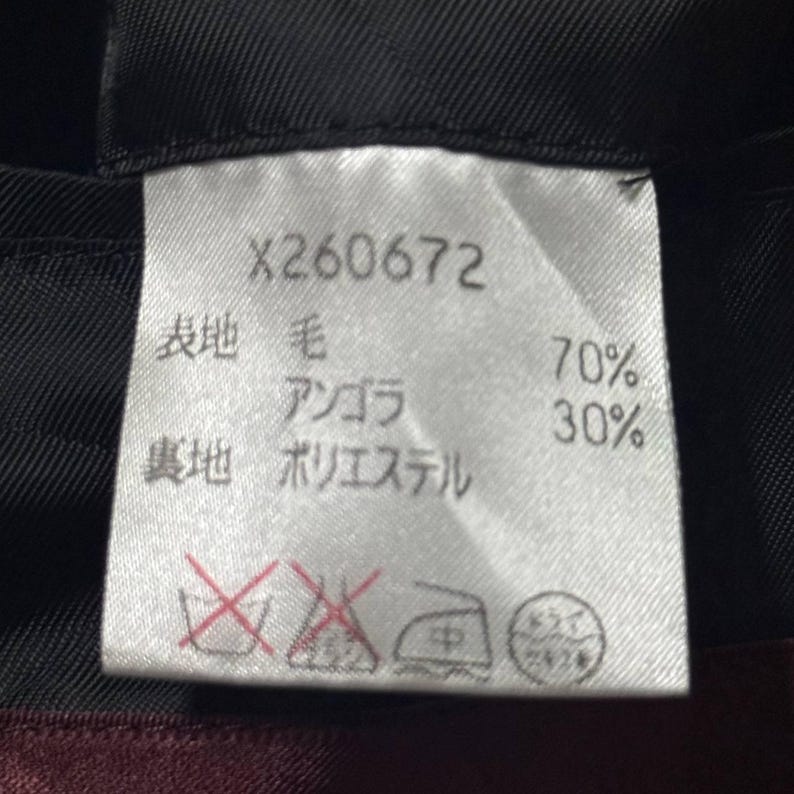 X260672
表地 毛 70%
アンゴラ 30%
裏地 ポリエステル
中